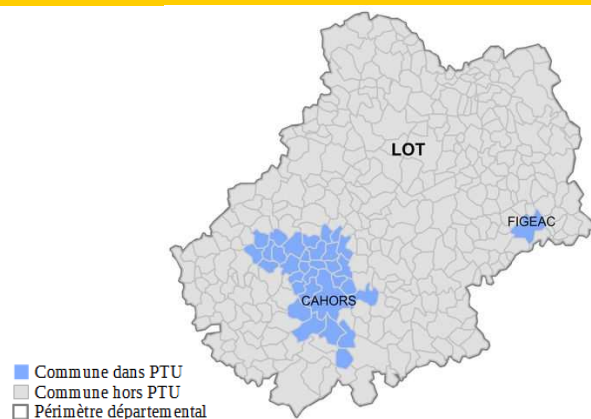 LOT
FIGEAC
CAHORS
Commune dans PTU
Commune hors PTU
Périmètre départemental